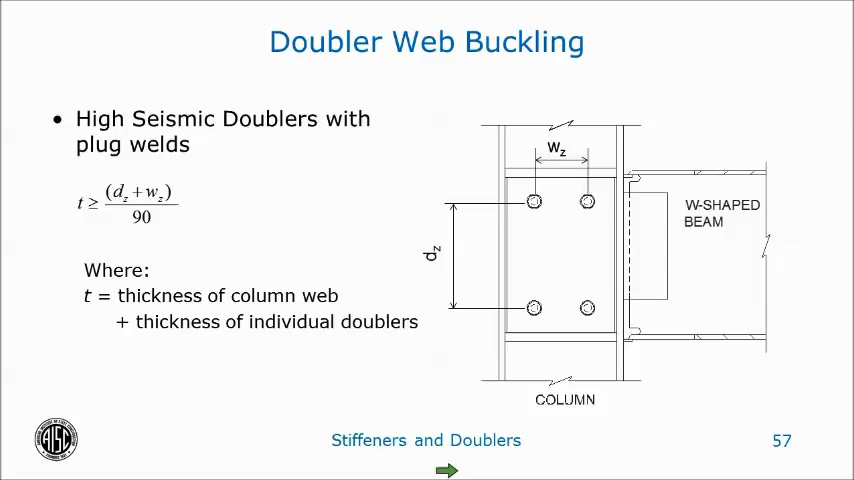 Doubler Web Buckling
• High Seismic Doublers with
plug welds
t ≥ (d_z + w_z) / 90
Where:
t = thickness of column web
+ thickness of individual doublers
w_z
d_z
W-SHAPED
BEAM
COLUMN
AISC
Stiffeners and Doublers
57